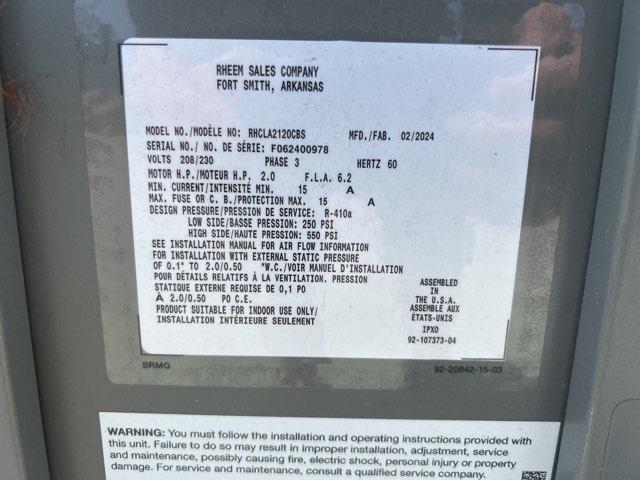 RHEEM SALES COMPANY
FORT SMITH, ARKANSAS
MODEL NO./MODÈLE NO: RHCLA2120CBS MFD./FAB. 02/2024
SERIAL NO./ NO. DE SÉRIE: F062400978
VOLTS 208/230 PHASE 3 HERTZ 60
MOTOR H.P./MOTEUR H.P. 2.0 F.L.A. 6.2
MIN. CURRENT/INTENSITÉ MIN. 15 A
MAX. FUSE OR C. B./PROTECTION MAX. 15 A
DESIGN PRESSURE/PRESSION DE SERVICE: R-410a
LOW SIDE/BASSE PRESSION: 250 PSI
HIGH SIDE/HAUTE PRESSION: 550 PSI
SEE INSTALLATION MANUAL FOR AIR FLOW INFORMATION
FOR INSTALLATION WITH EXTERNAL STATIC PRESSURE
OF 0.1" TO 2.0/0.50 "W.C./VOIR MANUEL D'INSTALLATION
POUR DÉTAILS RELATIFS À LA VENTILATION. PRESSION
STATIQUE EXTERNE REQUISE DE 0,1 PO
À 2.0/0.50 PO C.E.
PRODUCT SUITABLE FOR INDOOR USE ONLY/
INSTALLATION INTÉRIEURE SEULEMENT
ASSEMBLED
IN
THE U.S.A.
ASSEMBLE AUX
ÉTATS-UNIS
IPXO
92-107373-04
SRMG 92-20842-15-03
WARNING: You must follow the installation and operating instructions provided with
this unit. Failure to do so may result in improper installation, adjustment, service
and maintenance, possibly causing fire, electric shock, personal injury or property
damage. For service and maintenance, consult a qualified service company.